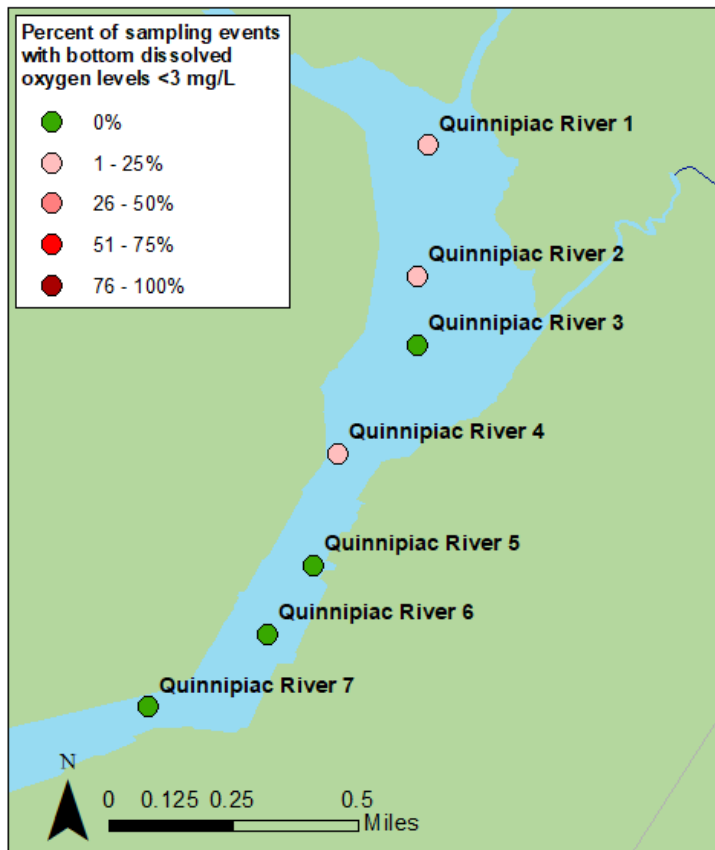 Percent of sampling events
with bottom dissolved
oxygen levels <3 mg/L
0%
1 - 25%
26 - 50%
51 - 75%
76 - 100%
Quinnipiac River 1
Quinnipiac River 2
Quinnipiac River 3
Quinnipiac River 4
Quinnipiac River 5
Quinnipiac River 6
Quinnipiac River 7
N
0 0.125 0.25 0.5
Miles